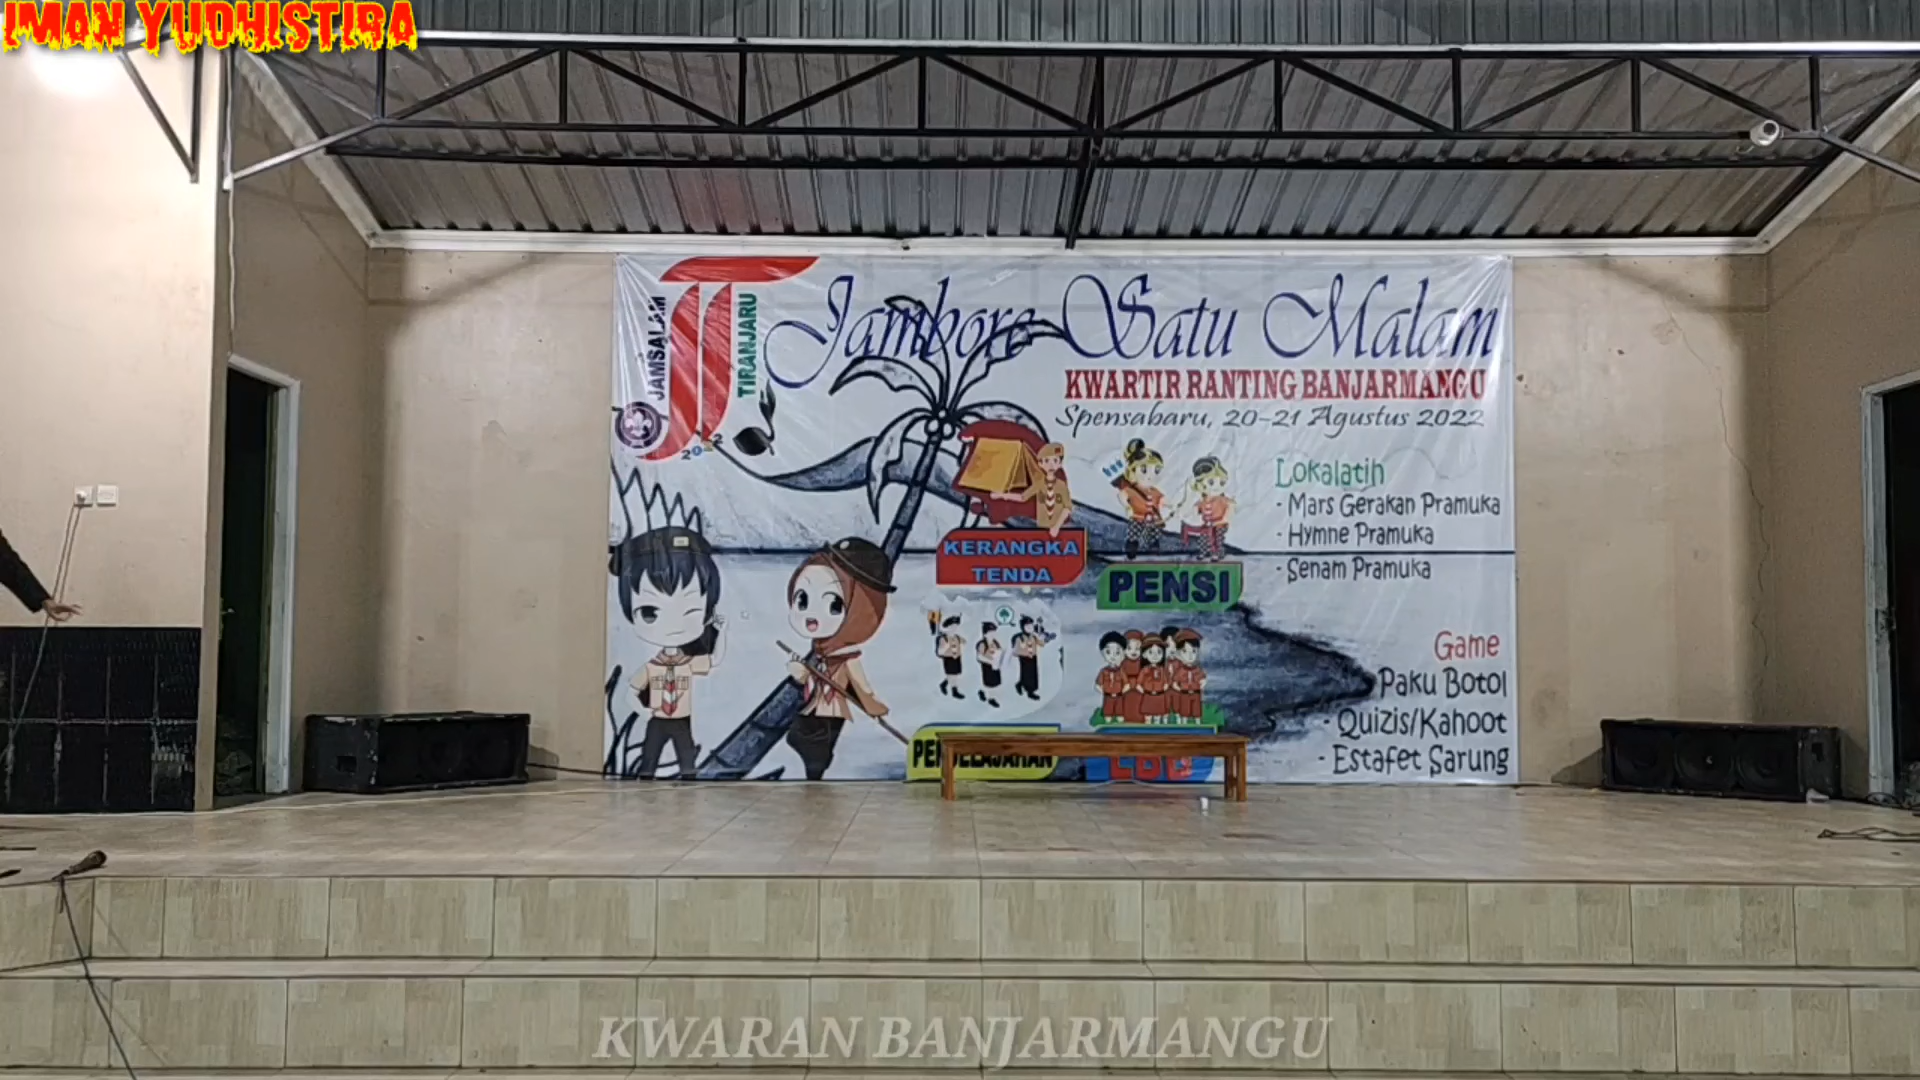 IMAN YUDHISTIRA
JAMSALAM
TIRANJARU
Jambore Satu Malam
KWARTIR RANTING BANJARMANGU
Spensabaru, 20-21 Agustus 2022
Lokalatih
- Mars Gerakan Pramuka
- Hymne Pramuka
- Senam Pramuka
KERANGKA
TENDA
PENSI
Game
- Paku Botol
- Quizis/Kahoot
- Estafet Sarung
KWARAN BANJARMANGU